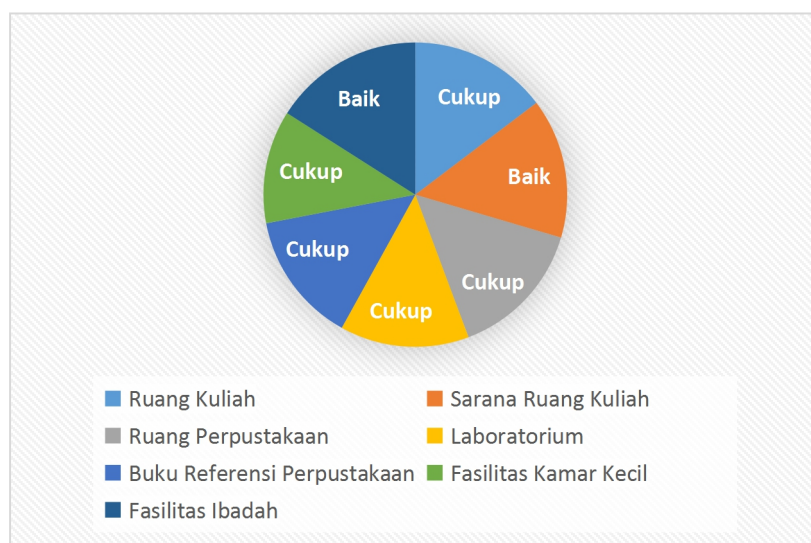 Baik
Cukup
Cukup
Baik
Cukup
Cukup
Cukup
Ruang Kuliah
Sarana Ruang Kuliah
Ruang Perpustakaan
Laboratorium
Buku Referensi Perpustakaan
Fasilitas Kamar Kecil
Fasilitas Ibadah